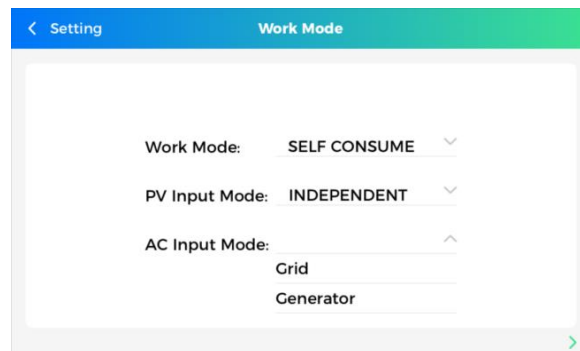 Setting
Work Mode
Work Mode: SELF CONSUME
PV Input Mode: INDEPENDENT
AC Input Mode:
Grid
Generator